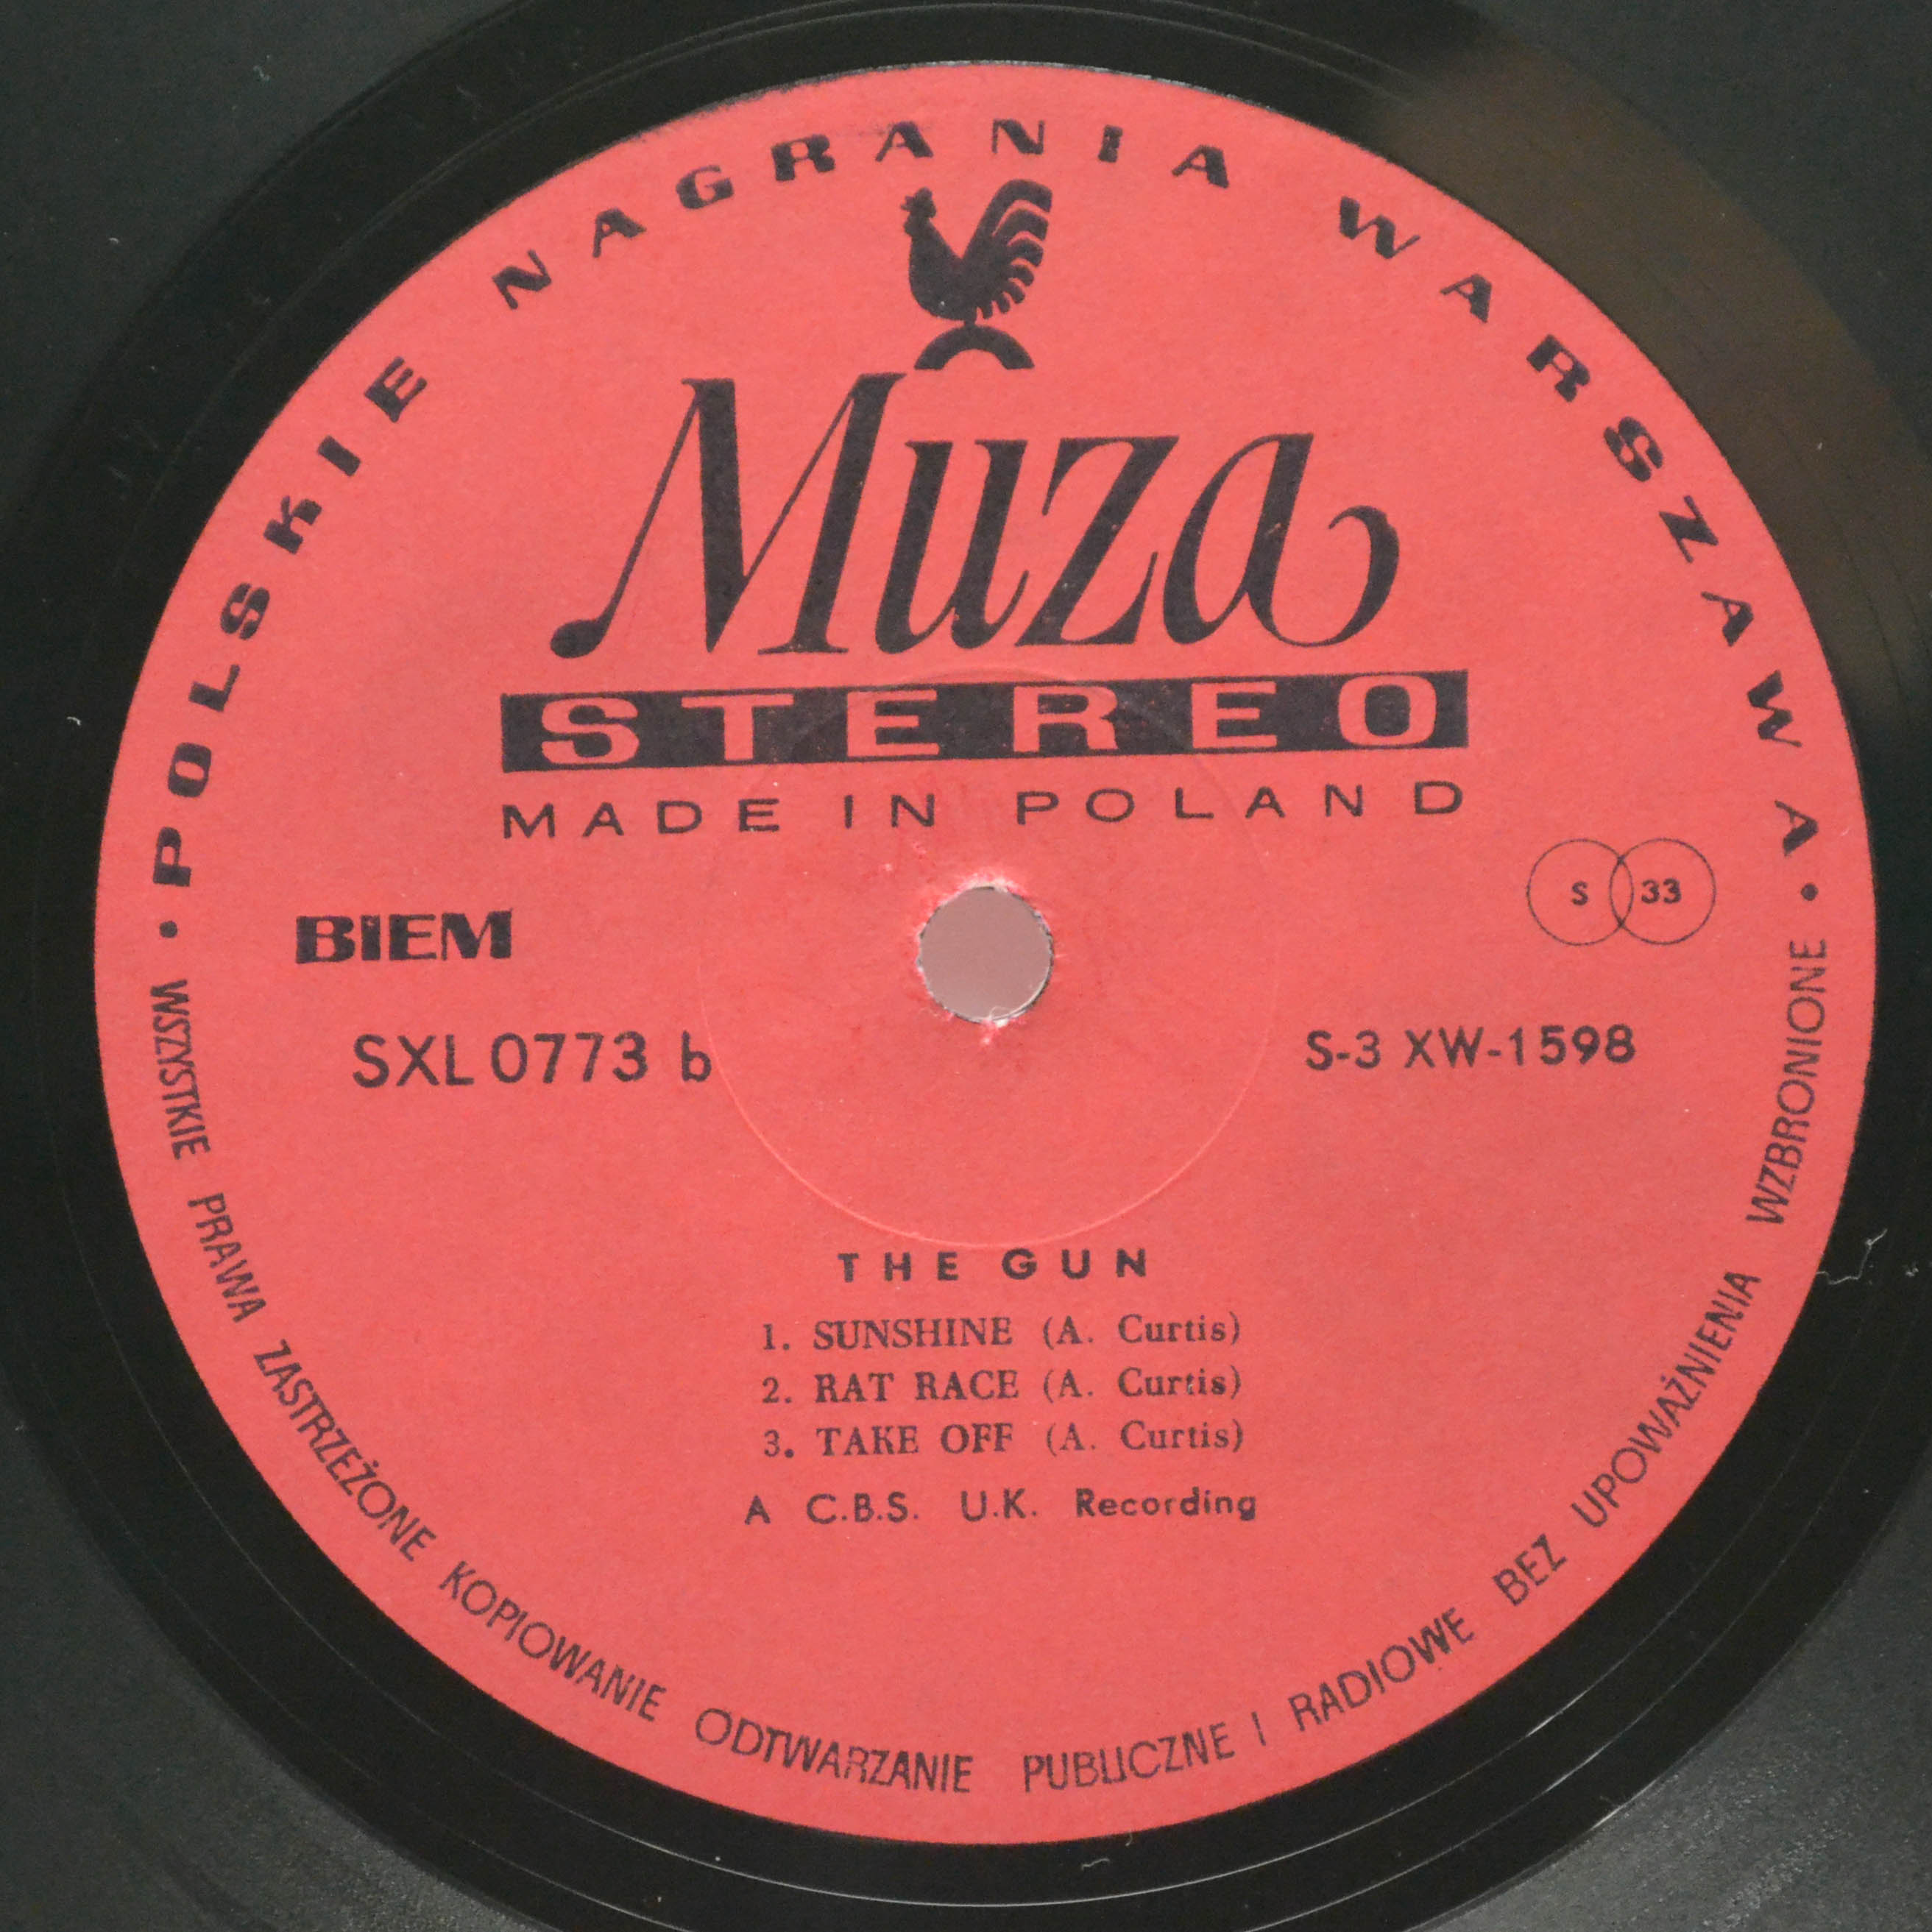 • POLSKIE NAGRANIA WARSZAWA •
Muza
STEREO
MADE IN POLAND
BIEM
S 33
SXL 0773 b
S-3 XW-1598
THE GUN
1. SUNSHINE (A. Curtis)
2. RAT RACE (A. Curtis)
3. TAKE OFF (A. Curtis)
A C.B.S. U.K. Recording
WSZYSTKIE PRAWA ZASTRZEŻONE KOPIOWANIE ODTWARZANIE PUBLICZNE I RADIOWE BEZ UPOWAŻNIENIA WZBRONIONE